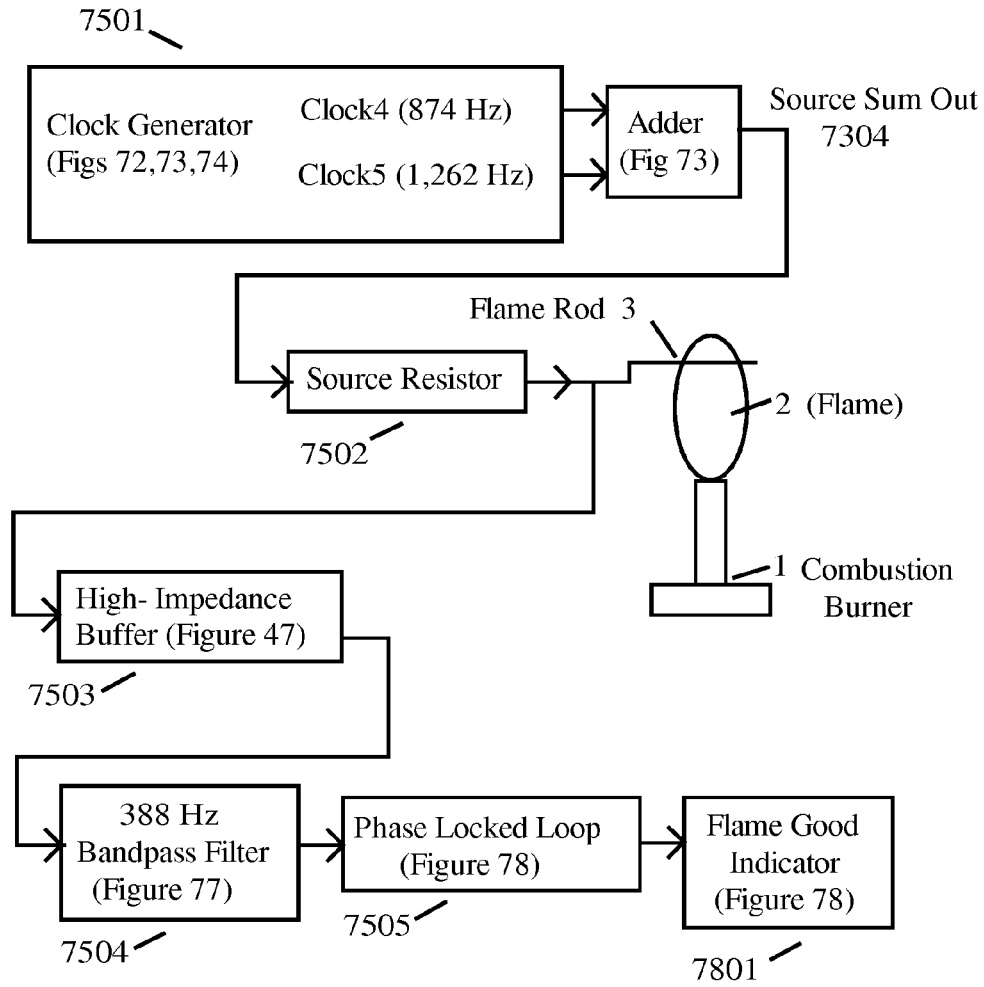 7501
Clock Generator
(Figs 72,73,74)
Clock4 (874 Hz)
Clock5 (1,262 Hz)
Adder
(Fig 73)
Source Sum Out
7304
Flame Rod 3
Source Resistor
7502
2 (Flame)
1 Combustion
Burner
High- Impedance
Buffer (Figure 47)
7503
388 Hz
Bandpass Filter
(Figure 77)
7504
Phase Locked Loop
(Figure 78)
7505
Flame Good
Indicator
(Figure 78)
7801